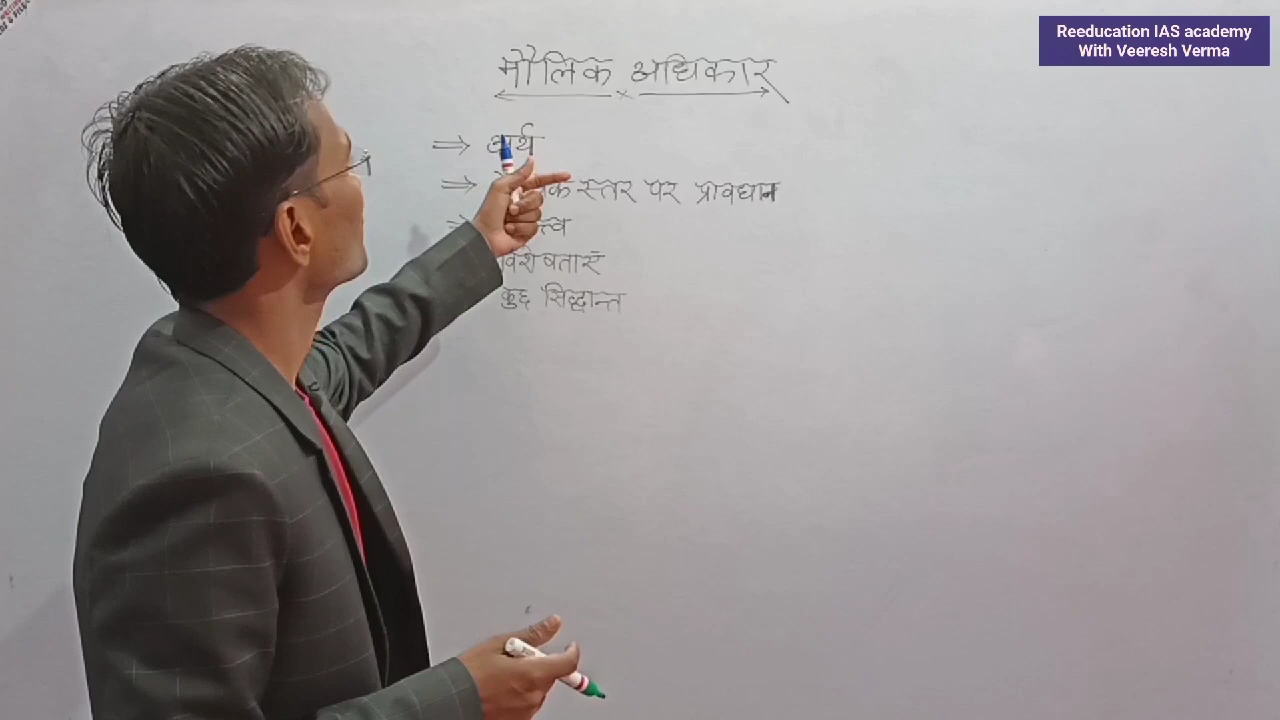 Reeducation IAS academy
With Veeresh Verma
मौलिक अधिकार
⇒ अर्थ
⇒ स्तर पर प्रावधान
विशेषताएं
कुछ सिद्धान्त